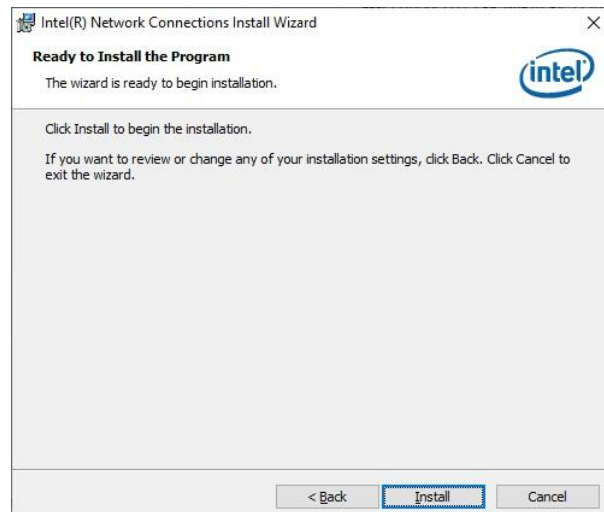 Intel(R) Network Connections Install Wizard
Ready to Install the Program
The wizard is ready to begin installation.
intel
Click Install to begin the installation.
If you want to review or change any of your installation settings, click Back. Click Cancel to
exit the wizard.
< Back
Install
Cancel